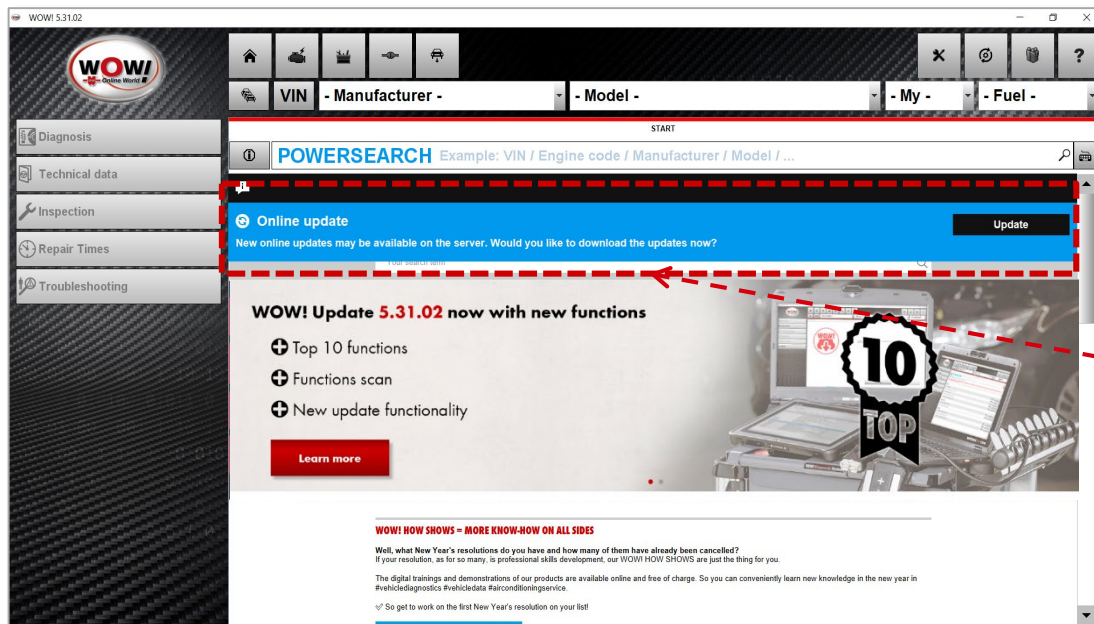 WOW! 5.31.02
WOW!
Online World
VIN
- Manufacturer -
- Model -
- My -
- Fuel -
START
Diagnosis
Technical data
Inspection
Repair Times
Troubleshooting
POWERSEARCH Example: VIN / Engine code / Manufacturer / Model / ...
Online update
New online updates may be available on the server. Would you like to download the updates now?
Update
Your search term
WOW! Update 5.31.02 now with new functions
Top 10 functions
Functions scan
New update functionality
Learn more
10
TOP
WOW! HOW SHOWS = MORE KNOW-HOW ON ALL SIDES
Well, what New Year's resolutions do you have and how many of them have already been cancelled?
If your resolution, as for so many, is professional skills development, our WOW! HOW SHOWS are just the thing for you.
The digital trainings and demonstrations of our products are available online and free of charge. So you can conveniently learn new knowledge in the new year in
#vehiclediagnostics #vehicledata #airconditioningservice.
So get to work on the first New Year's resolution on your list!